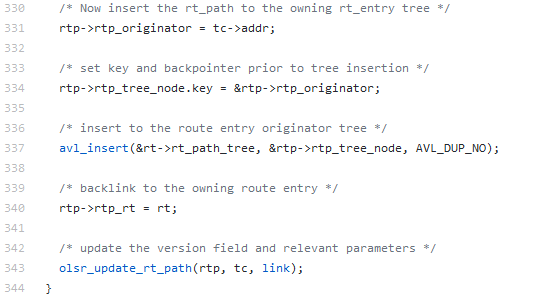 330 /* Now insert the rt_path to the owning rt_entry tree */
331 rtp->rtp_originator = tc->addr;
332
333 /* set key and backpointer prior to tree insertion */
334 rtp->rtp_tree_node.key = &rtp->rtp_originator;
335
336 /* insert to the route entry originator tree */
337 avl_insert(&rt->rt_path_tree, &rtp->rtp_tree_node, AVL_DUP_NO);
338
339 /* backlink to the owning route entry */
340 rtp->rtp_rt = rt;
341
342 /* update the version field and relevant parameters */
343 olsr_update_rt_path(rtp, tc, link);
344 }